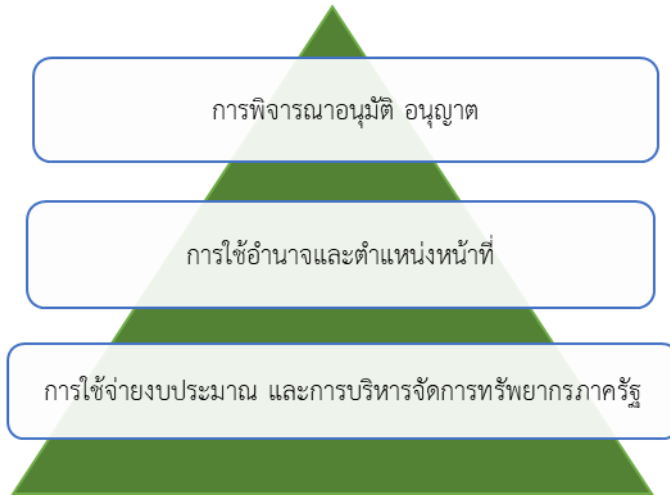 การพิจารณาอนุมัติ อนุญาต
การใช้อำนาจและตำแหน่งหน้าที่
การใช้จ่ายงบประมาณ และการบริหารจัดการทรัพยากรภาครัฐ